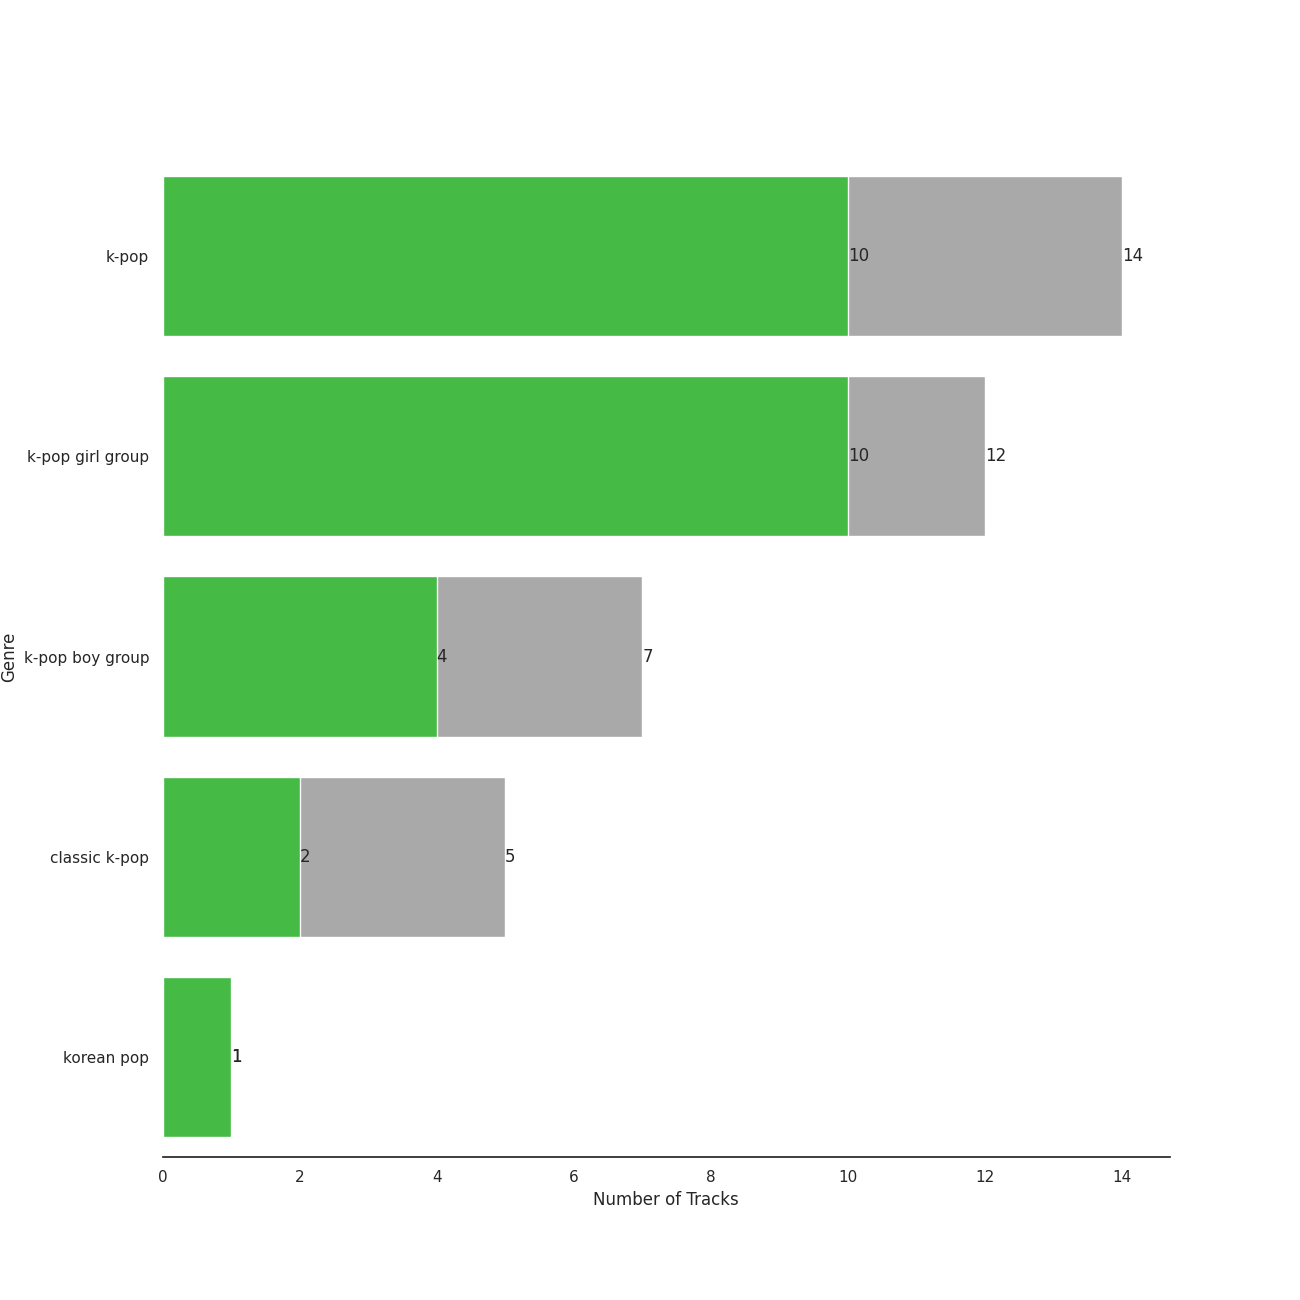 k-pop
10
14
k-pop girl group
10
12
Genre
k-pop boy group
4
7
classic k-pop
2
5
korean pop
1
0 2 4 6 8 10 12 14
Number of Tracks